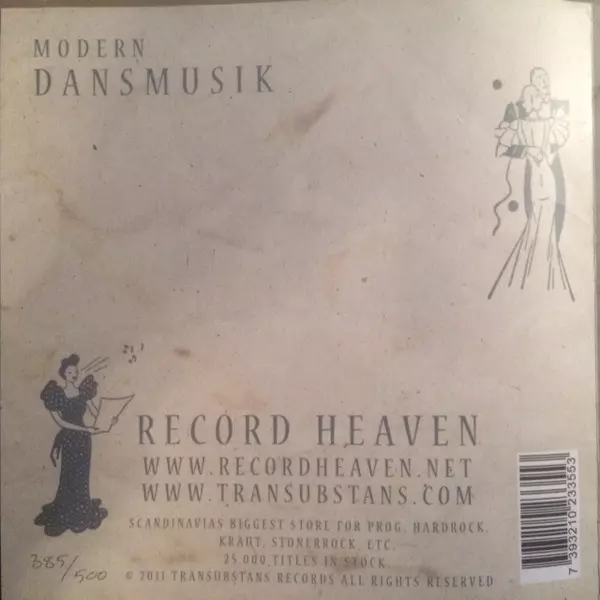 MODERN
DANSMUSIK
RECORD HEAVEN
WWW.RECORDHEAVEN.NET
WWW.TRANSUBSTANS.COM
SCANDINAVIAS BIGGEST STORE FOR PROG, HARDROCK,
KRAUT, STONERROCK, ETC.
25 000 TITLES IN STOCK.
© 2011 TRANSUBSTANS RECORDS ALL RIGHTS RESERVED
385/500
7 393210 233553